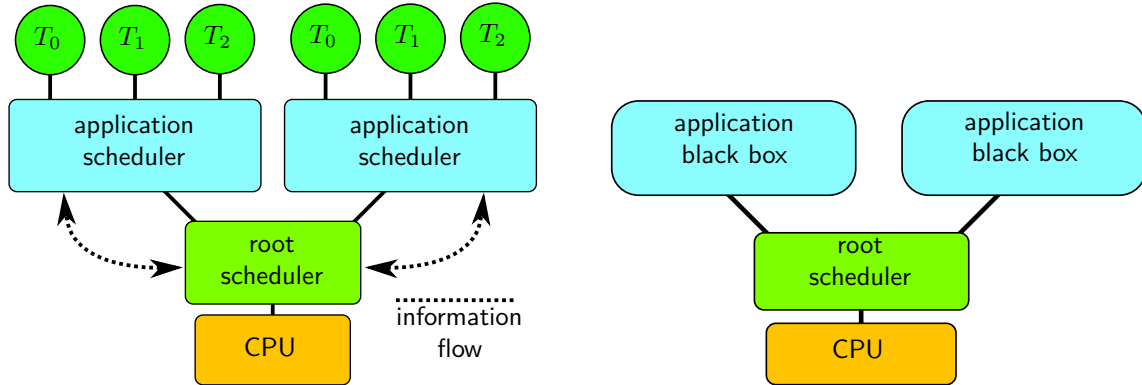 T₀ T₁ T₂ T₀ T₁ T₂
application
scheduler
application
scheduler
root
scheduler
CPU
information
flow
application
black box
application
black box
root
scheduler
CPU